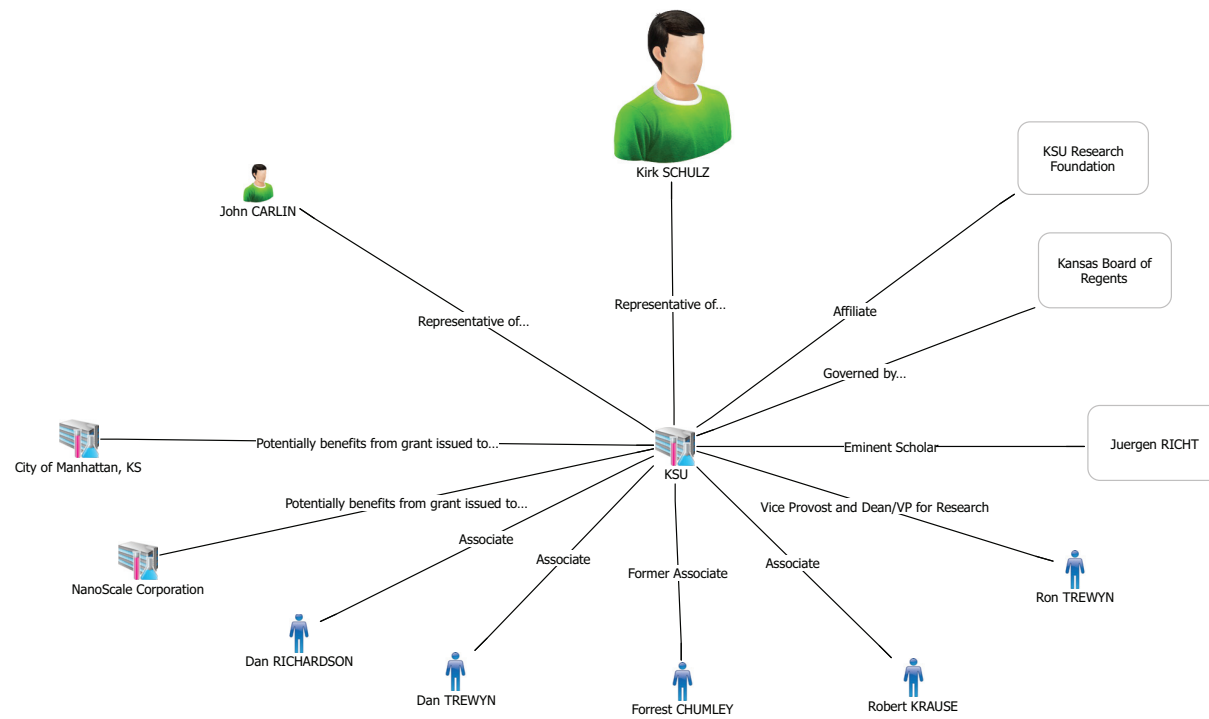 Kirk SCHULZ
KSU Research
Foundation
John CARLIN
Kansas Board of
Regents
Representative of...
Affiliate
Representative of...
Governed by...
Potentially benefits from grant issued to...
Eminent Scholar
Juergen RICHT
City of Manhattan, KS
KSU
Potentially benefits from grant issued to...
Vice Provost and Dean/VP for Research
Associate
Associate
Former Associate
Associate
NanoScale Corporation
Ron TREWYN
Dan RICHARDSON
Dan TREWYN
Forrest CHUMLEY
Robert KRAUSE